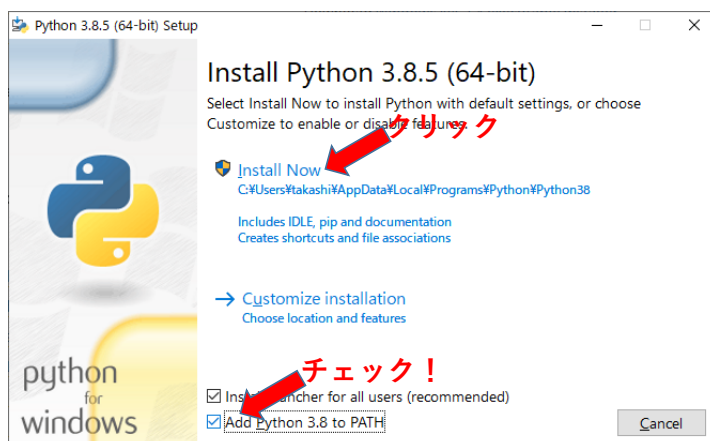 Python 3.8.5 (64-bit) Setup
Install Python 3.8.5 (64-bit)
Select Install Now to install Python with default settings, or choose
Customize to enable or disable features.
クリック
Install Now
C:¥Users¥takashi¥AppData¥Local¥Programs¥Python¥Python38
Includes IDLE, pip and documentation
Creates shortcuts and file associations
→ Customize installation
Choose location and features
チェック！
Install launcher for all users (recommended)
Add Python 3.8 to PATH
python
for
windows
Cancel